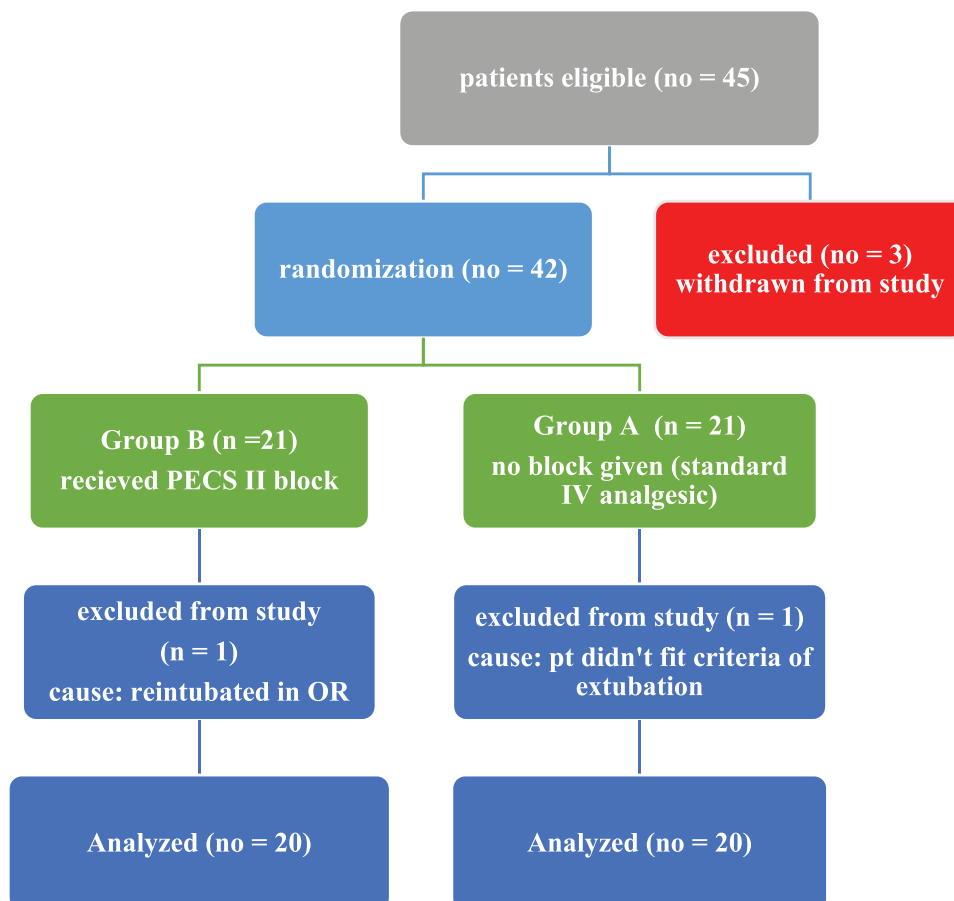 patients eligible (no = 45)
randomization (no = 42)
excluded (no = 3)
withdrawn from study
Group B (n =21)
recieved PECS II block
Group A (n = 21)
no block given (standard
IV analgesic)
excluded from study
(n = 1)
cause: reintubated in OR
excluded from study (n = 1)
cause: pt didn't fit criteria of
extubation
Analyzed (no = 20)
Analyzed (no = 20)